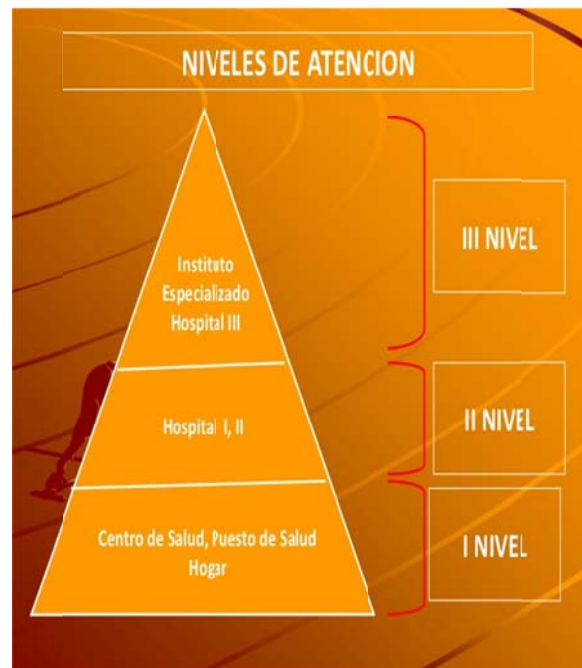 NIVELES DE ATENCION
Instituto
Especializado
Hospital III
III NIVEL
Hospital I, II
II NIVEL
Centro de Salud, Puesto de Salud
Hogar
I NIVEL